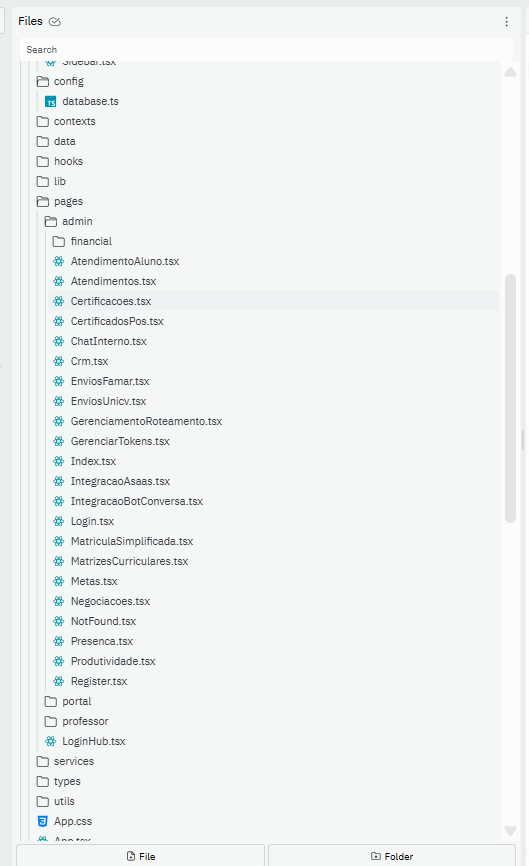 Files
Search
Sidebar.tsx
config
TS database.ts
contexts
data
hooks
lib
pages
admin
financial
AtendimentoAluno.tsx
Atendimentos.tsx
Certificacoes.tsx
CertificadosPos.tsx
ChatInterno.tsx
Crm.tsx
EnviosFamar.tsx
EnviosUnicv.tsx
GerenciamentoRoteamento.tsx
GerenciarTokens.tsx
Index.tsx
IntegracaoAsaas.tsx
IntegracaoBotConversa.tsx
Login.tsx
MatriculaSimplificada.tsx
MatrizesCurriculares.tsx
Metas.tsx
Negociacoes.tsx
NotFound.tsx
Presenca.tsx
Produtividade.tsx
Register.tsx
portal
professor
LoginHub.tsx
services
types
utils
App.css
App.tsx
File Folder